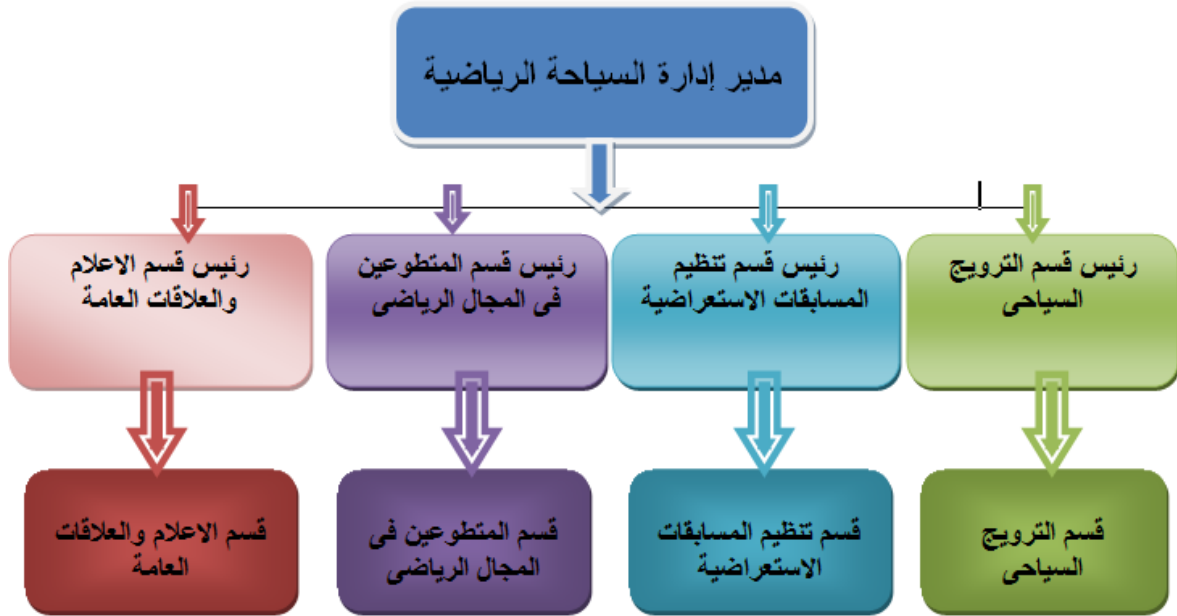 مدير إدارة السياحة الرياضية
رئيس قسم الترويج
السياحى
رئيس قسم تنظيم
المسابقات الاستعراضية
رئيس قسم المتطوعين
فى المجال الرياضى
رئيس قسم الاعلام
والعلاقات العامة
قسم الترويج
السياحى
قسم تنظيم المسابقات
الاستعراضية
قسم المتطوعين فى
المجال الرياضى
قسم الاعلام والعلاقات
العامة